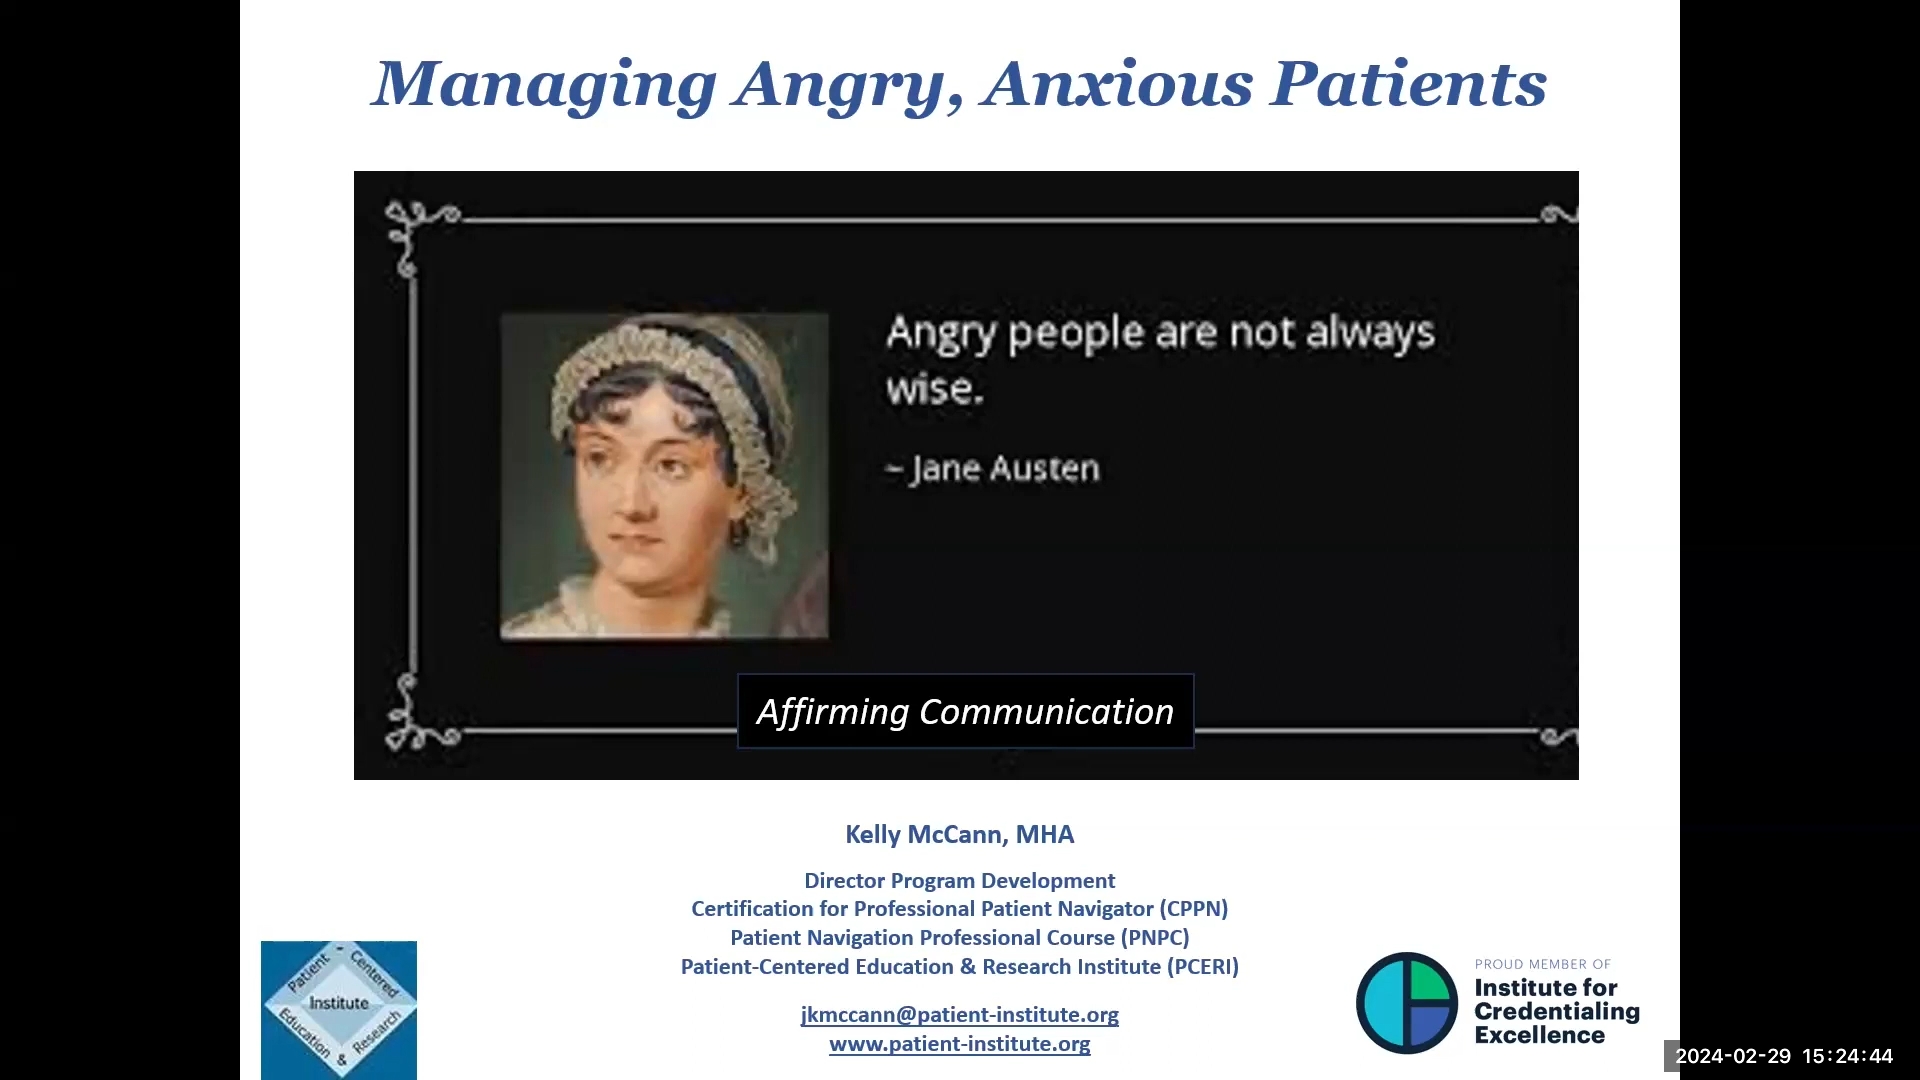 Managing Angry, Anxious Patients
Angry people are not always
wise.
~ Jane Austen
Affirming Communication
Kelly McCann, MHA
Director Program Development
Certification for Professional Patient Navigator (CPPN)
Patient Navigation Professional Course (PNPC)
Patient-Centered Education & Research Institute (PCERI)
jkmccann@patient-institute.org
www.patient-institute.org
Patient - Centered
Institute
Education & Research
PROUD MEMBER OF
Institute for
Credentialing
Excellence
2024-02-29 15:24:44